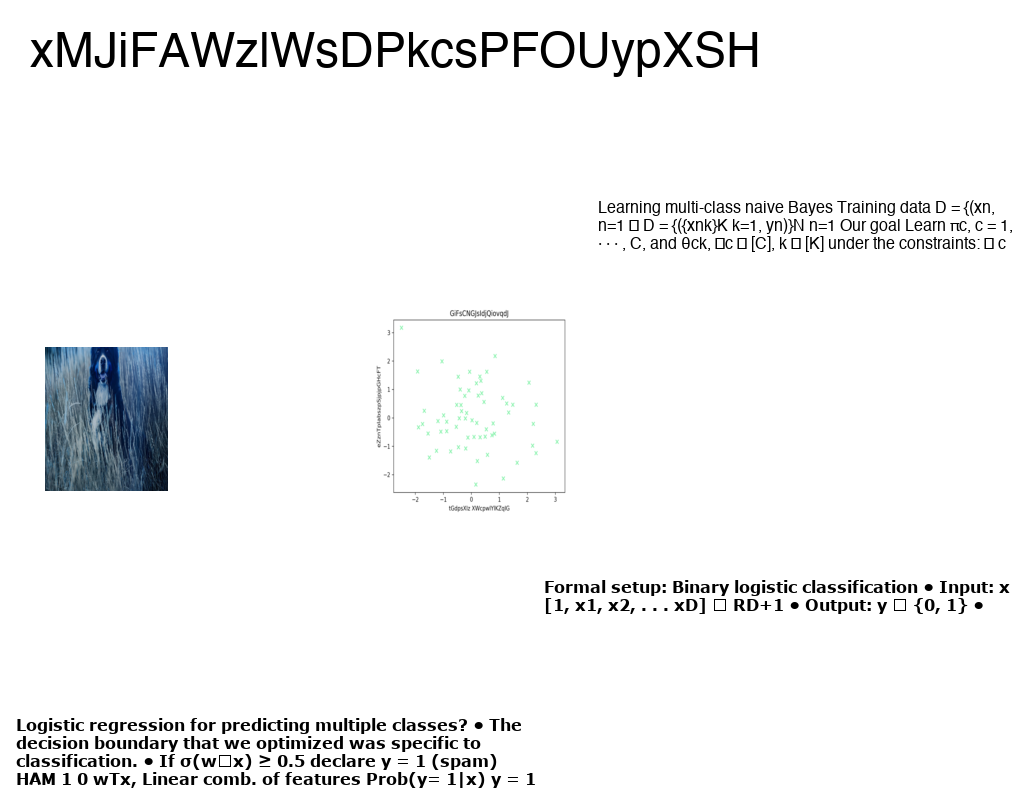 xMJiFAWzlWsDPkcsPFOUypXSH
Learning multi-class naive Bayes Training data D = {(xn,
n=1 □ D = {({xnk}K k=1, yn)}N n=1 Our goal Learn πc, c = 1,
· · · , C, and θck, □c □ [C], k □ [K] under the constraints: □ c
GiFsCNGJsIdjQiovqdJ
3
2
1
0
−1
−2
−2 −1 0 1 2 3
Formal setup: Binary logistic classification • Input: x
[1, x1, x2, . . . xD] □ RD+1 • Output: y □ {0, 1} •
Logistic regression for predicting multiple classes? • The
decision boundary that we optimized was specific to
classification. • If σ(w□x) ≥ 0.5 declare y = 1 (spam)
HAM 1 0 wTx, Linear comb. of features Prob(y= 1|x) y = 1